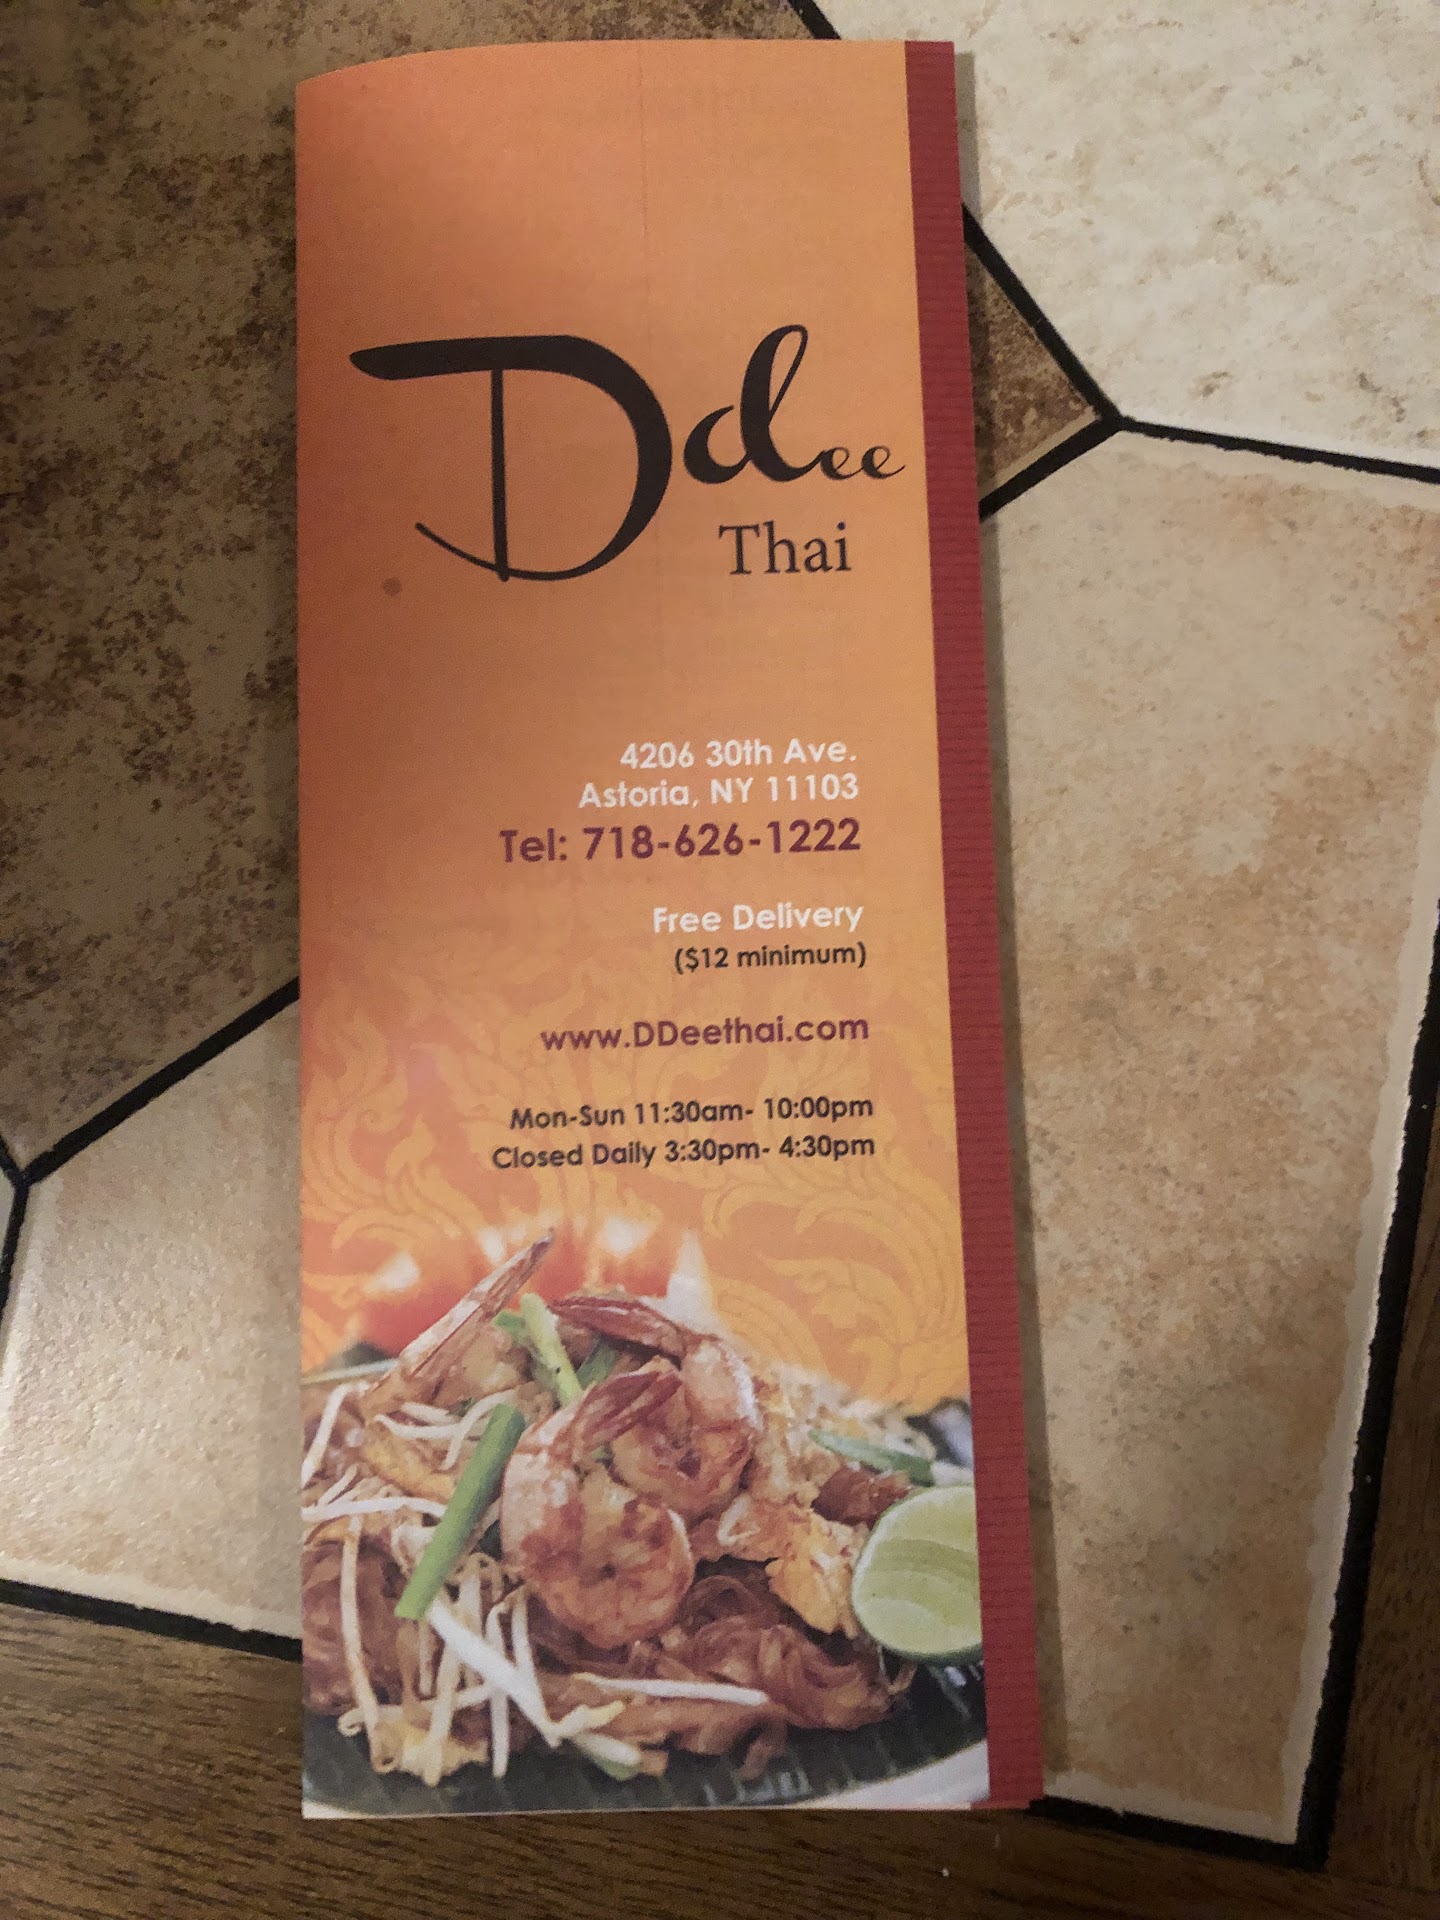 Ddee
Thai
4206 30th Ave.
Astoria, NY 11103
Tel: 718-626-1222
Free Delivery
($12 minimum)
www.DDeethai.com
Mon-Sun 11:30am- 10:00pm
Closed Daily 3:30pm- 4:30pm